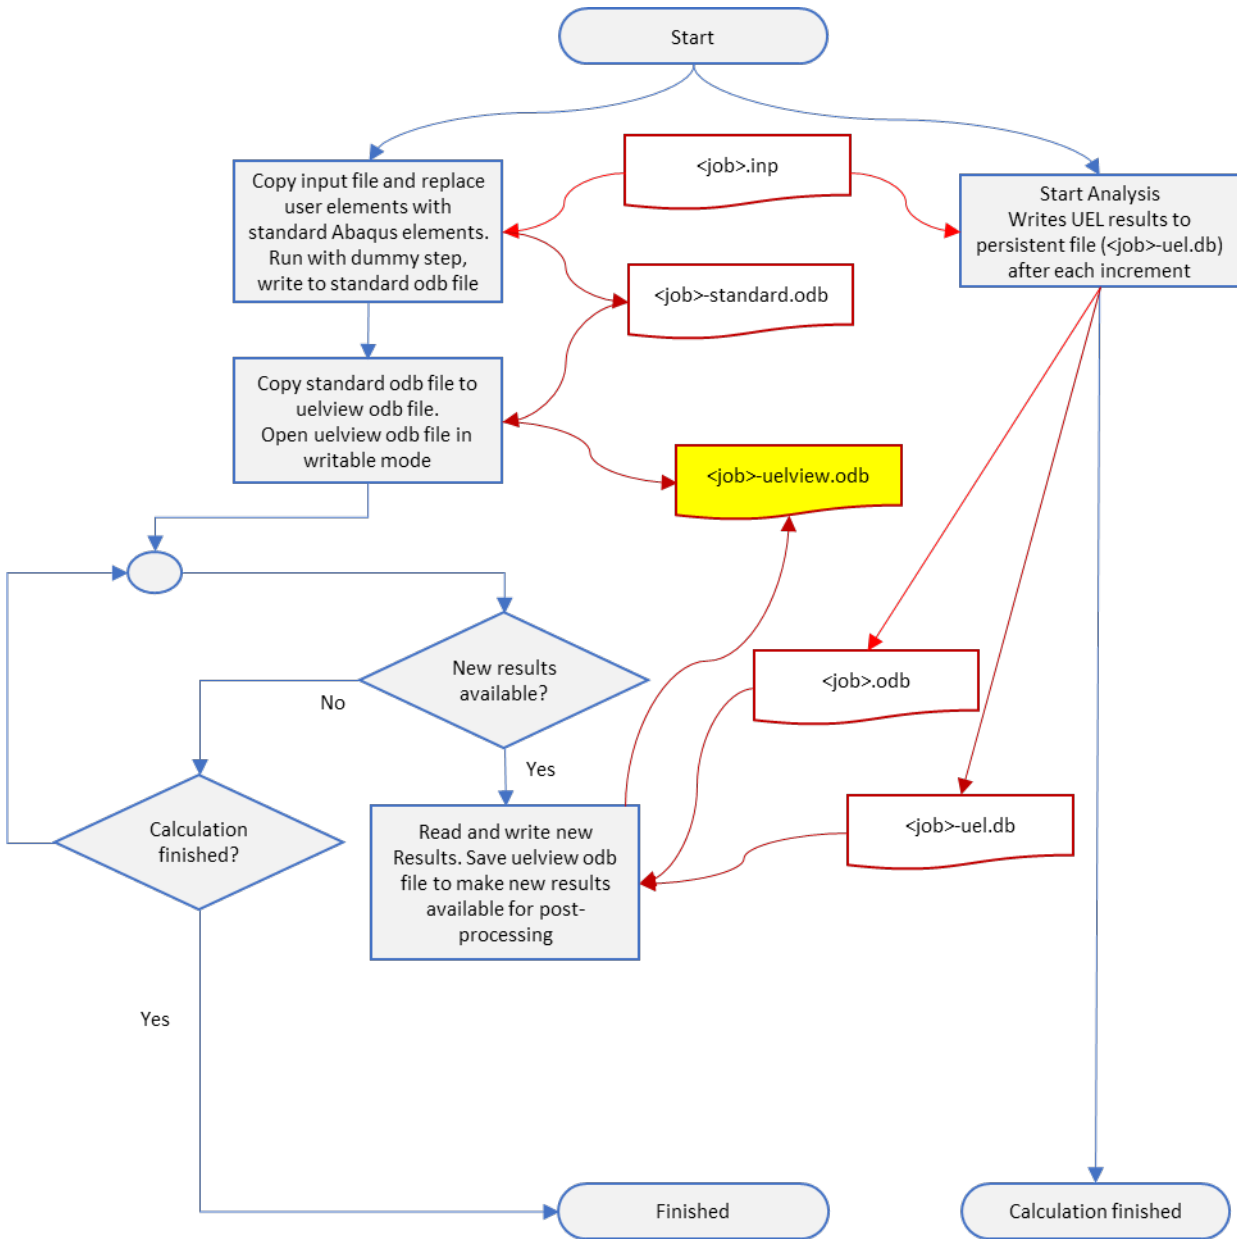 Start
Copy input file and replace
user elements with
standard Abaqus elements.
Run with dummy step,
write to standard odb file
<job>.inp
Start Analysis
Writes UEL results to
persistent file (<job>-uel.db)
after each increment
<job>-standard.odb
Copy standard odb file to
uelview odb file.
Open uelview odb file in
writable mode
<job>-uelview.odb
New results
available?
No
Yes
<job>.odb
Calculation
finished?
Read and write new
Results. Save uelview odb
file to make new results
available for post-
processing
<job>-uel.db
Yes
Finished
Calculation finished